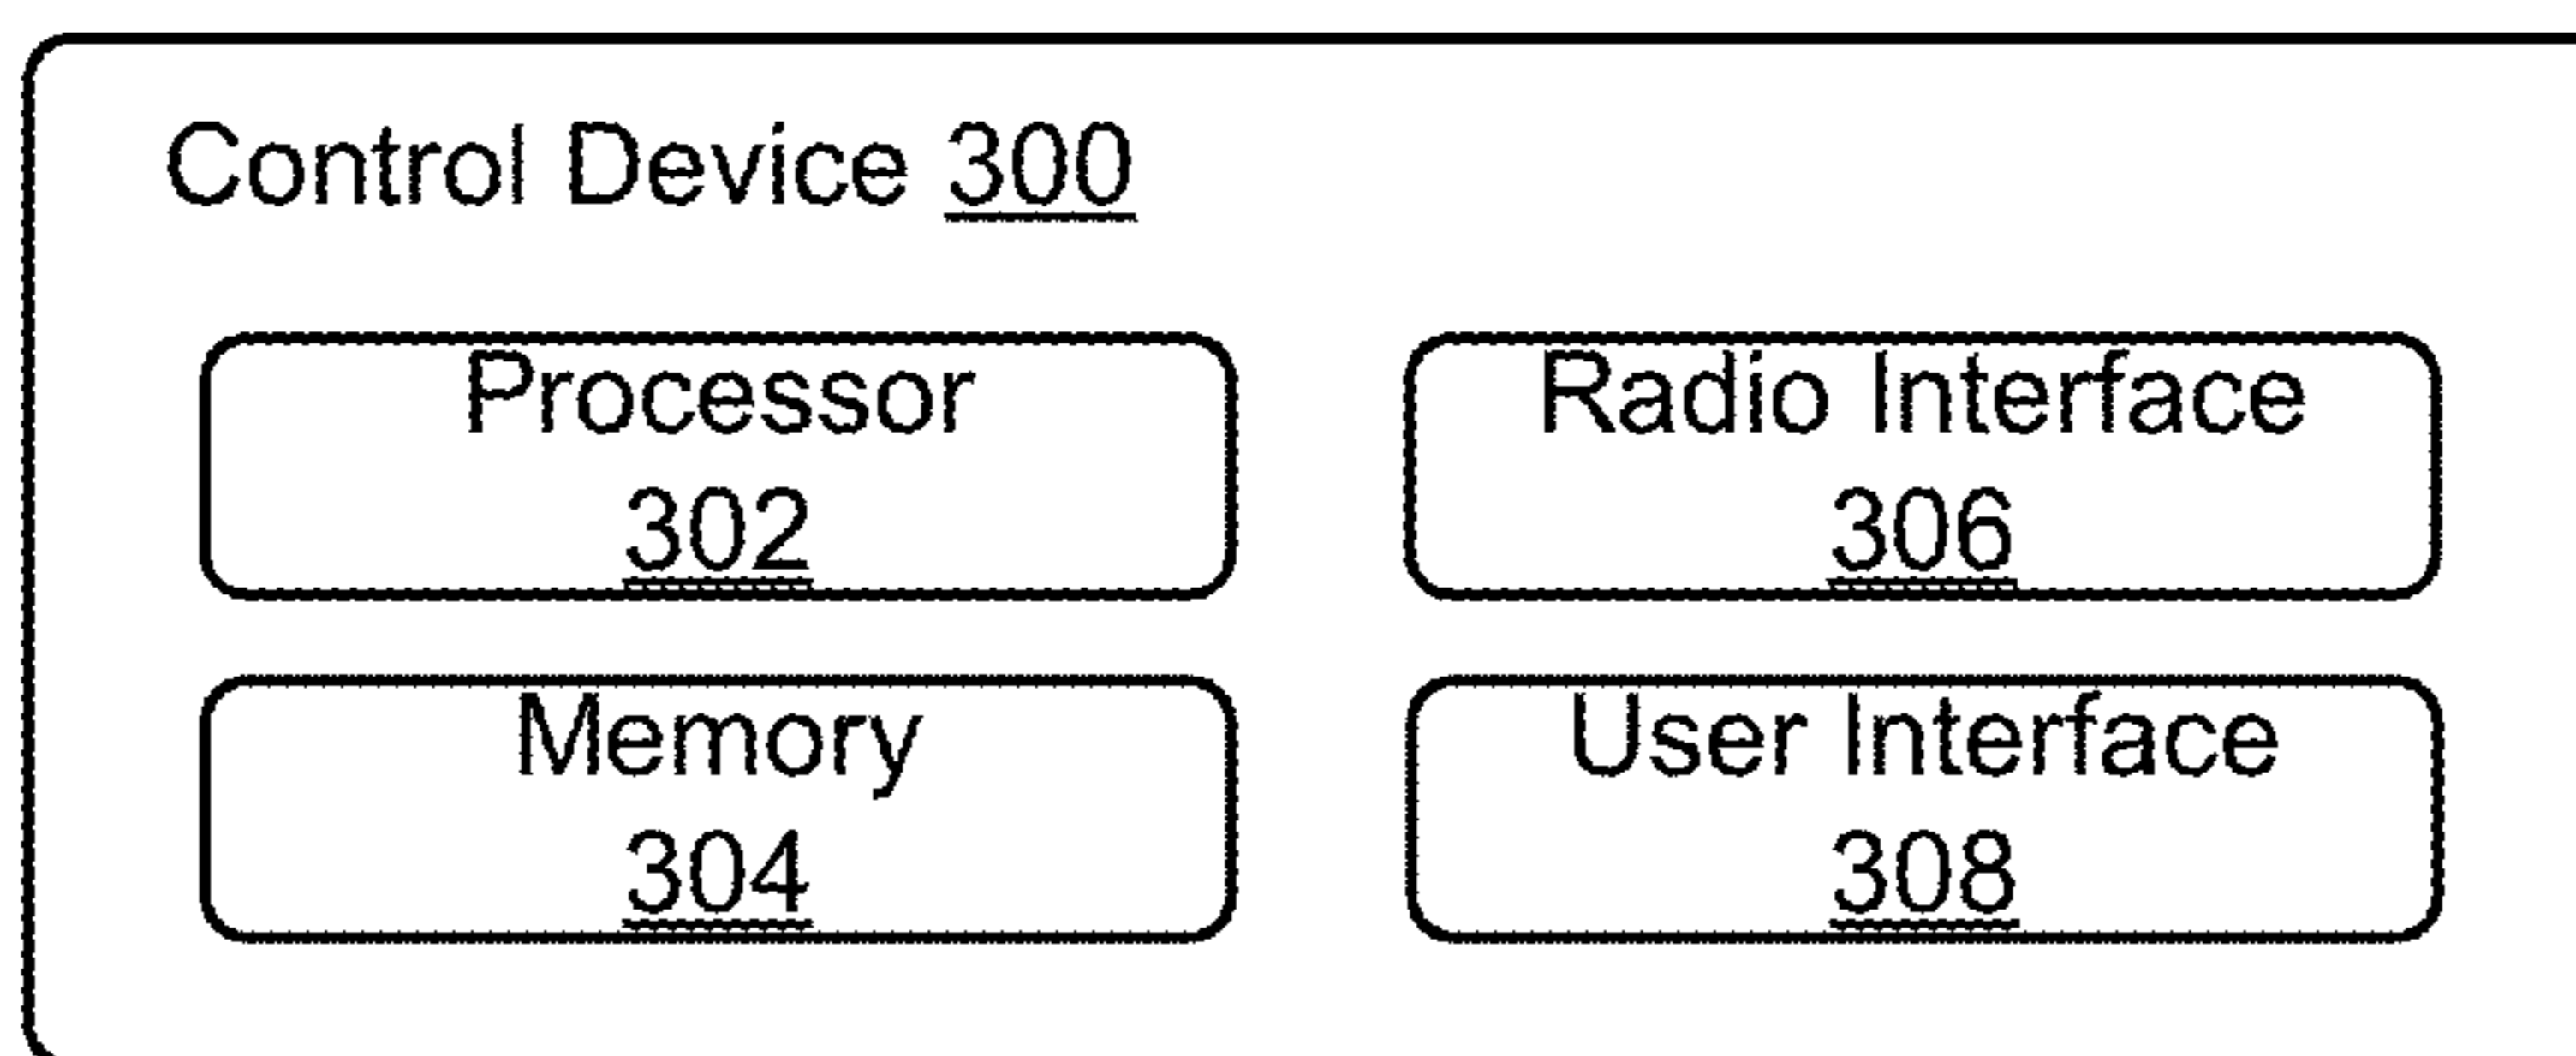 Control Device 300
Processor
302
Radio Interface
306
Memory
304
User Interface
308